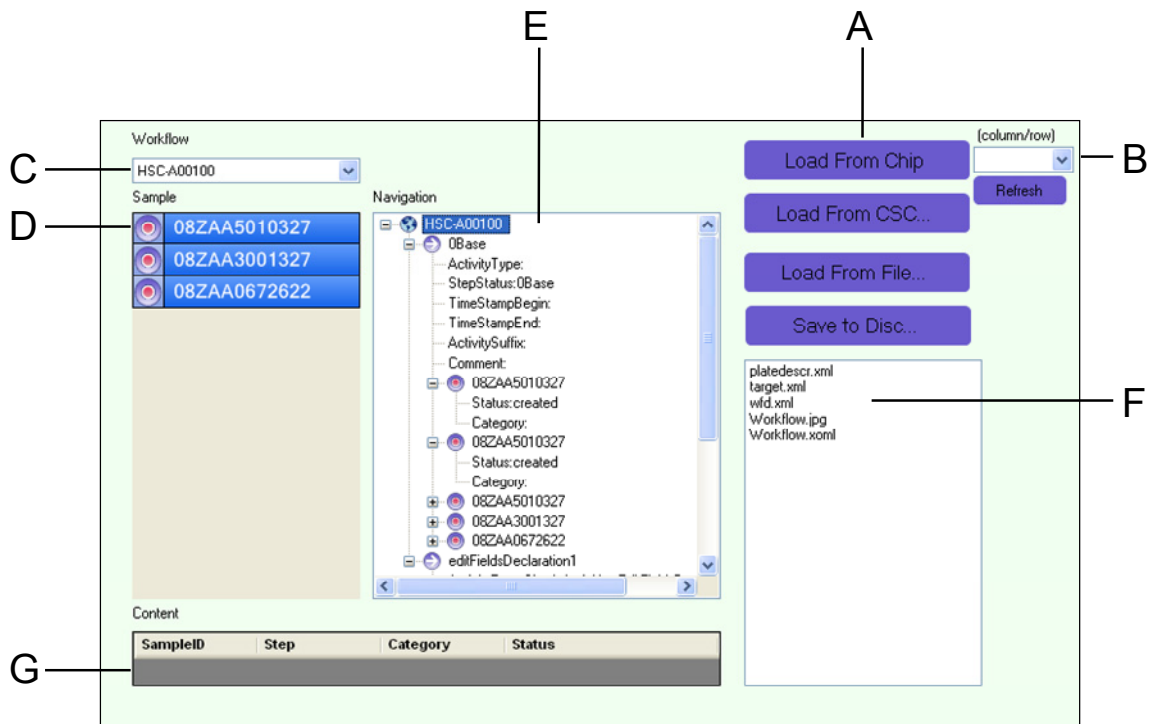 E
A
Workflow
(column/row)
C
HSC-A00100
Load From Chip
B
Sample
Navigation
Refresh
D
08ZAA5010327
08ZAA3001327
08ZAA0672622
HSC-A00100
0Base
ActivityType:
StepStatus:0Base
TimeStampBegin:
TimeStampEnd:
ActivitySuffix:
Comment:
08ZAA5010327
Status:created
Category:
08ZAA5010327
Status:created
Category:
08ZAA5010327
08ZAA3001327
08ZAA0672622
editFieldsDeclaration1
Load From CSC...
Load From File...
Save to Disc...
platedescr.xml
target.xml
wfd.xml
Workflow.jpg
Workflow.xoml
F
Content
SampleID Step Category Status
G